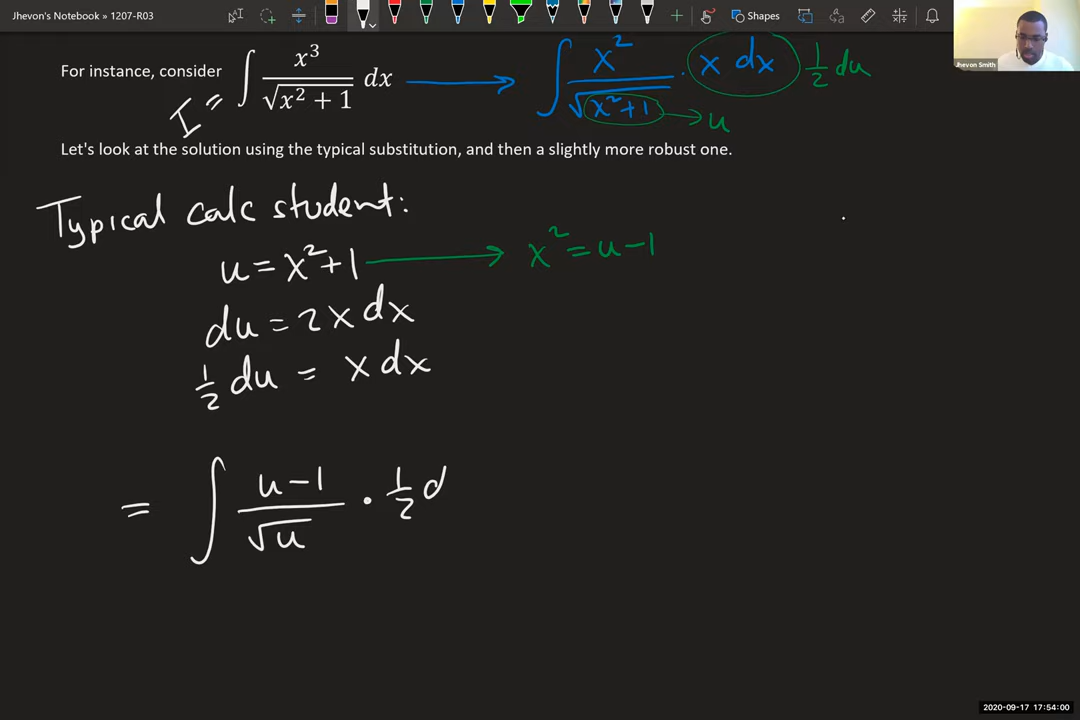 Jhevon's Notebook » 1207-R03
Shapes
For instance, consider ∫ x³/√(x² + 1) dx ⟶ ∫ x²/√(x²+1) · x dx ½ du
I =
→ u
Jhevon Smith
Let's look at the solution using the typical substitution, and then a slightly more robust one.
Typical calc student:
u = x²+1 ⟶ x² = u−1
du = 2x dx
½ du = x dx
= ∫ (u−1)/√u · ½ d
2020-09-17 17:54:00